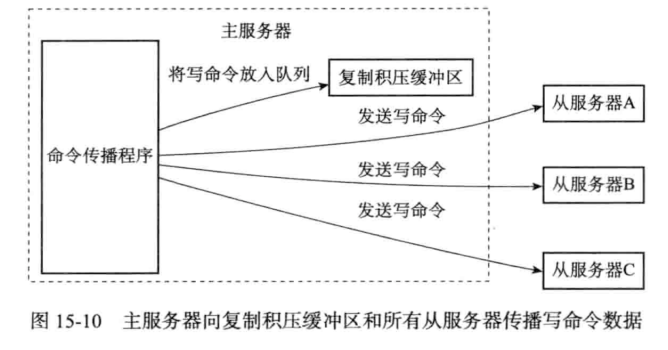 主服务器
将写命令放入队列
复制积压缓冲区
发送写命令
从服务器A
命令传播程序
发送写命令
从服务器B
发送写命令
从服务器C
图 15-10 主服务器向复制积压缓冲区和所有从服务器传播写命令数据